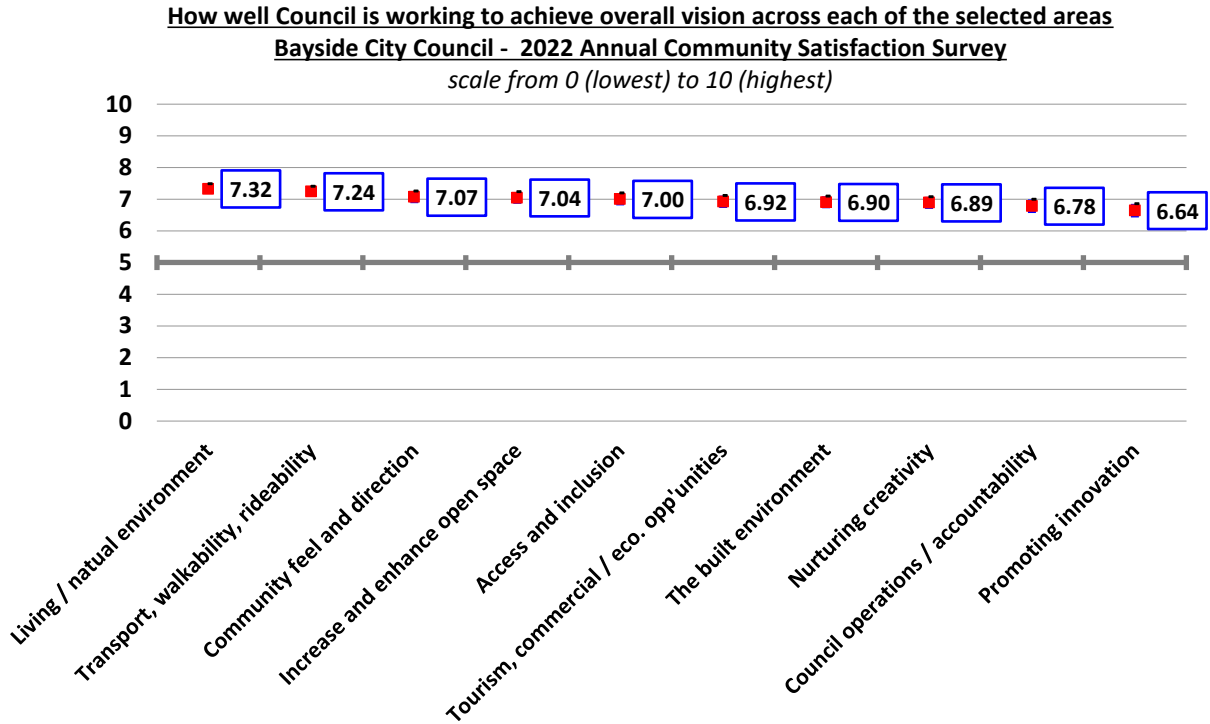 How well Council is working to achieve overall vision across each of the selected areas
Bayside City Council - 2022 Annual Community Satisfaction Survey
scale from 0 (lowest) to 10 (highest)
10
9
8
7
6
5
4
3
2
1
0
7.32
7.24
7.07
7.04
7.00
6.92
6.90
6.89
6.78
6.64
Living / natual environment
Transport, walkability, rideability
Community feel and direction
Increase and enhance open space
Access and inclusion
Tourism, commercial / eco. opp'unities
The built environment
Nurturing creativity
Council operations / accountability
Promoting innovation